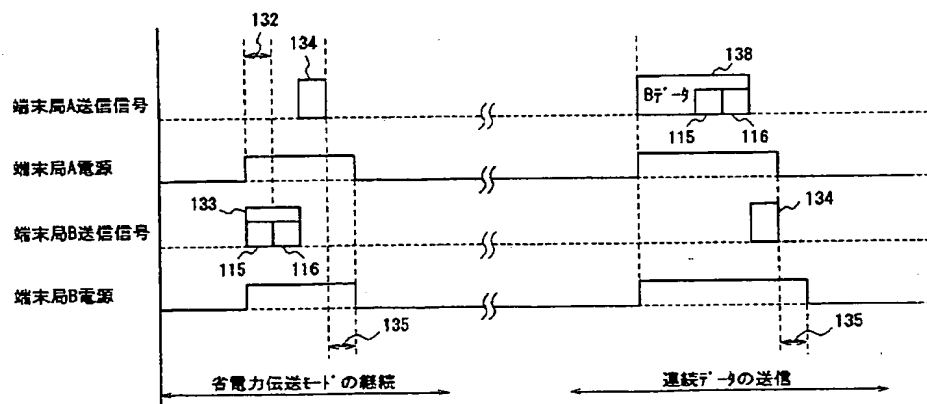 132
134
138
端末局A送信信号
Bデータ
115
116
端末局A電源
133
134
端末局B送信信号
115
116
端末局B電源
135
135
省電力伝送モードの継続
連続データの送信